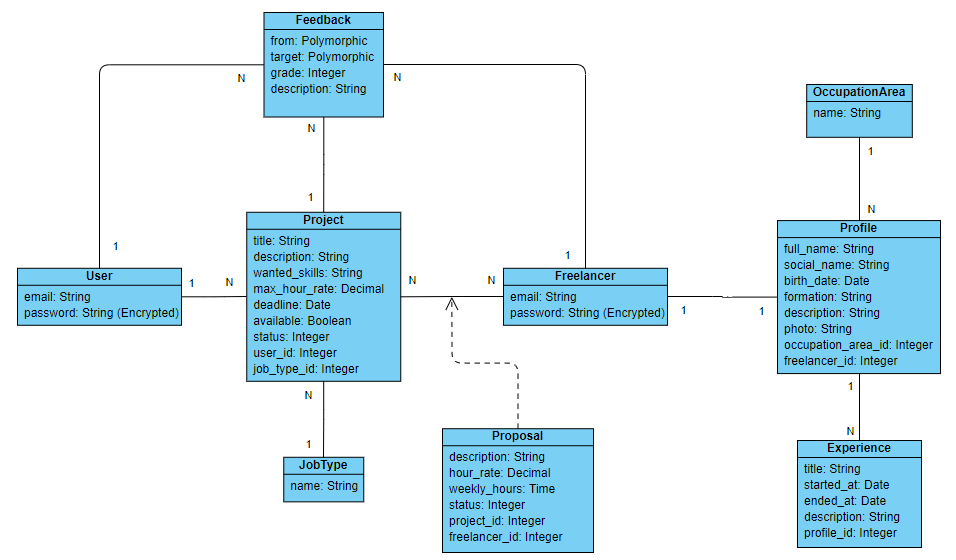 Feedback
from: Polymorphic
target: Polymorphic
grade: Integer
description: String
N
N
N
1
1
1
OccupationArea
name: String
1
N
Project
title: String
description: String
wanted_skills: String
max_hour_rate: Decimal
deadline: Date
available: Boolean
status: Integer
user_id: Integer
job_type_id: Integer
User
email: String
password: String (Encrypted)
1
N
N
N
Freelancer
email: String
password: String (Encrypted)
1
1
Profile
full_name: String
social_name: String
birth_date: Date
formation: String
description: String
photo: String
occupation_area_id: Integer
freelancer_id: Integer
N
1
JobType
name: String
Proposal
description: String
hour_rate: Decimal
weekly_hours: Time
status: Integer
project_id: Integer
freelancer_id: Integer
1
N
Experience
title: String
started_at: Date
ended_at: Date
description: String
profile_id: Integer